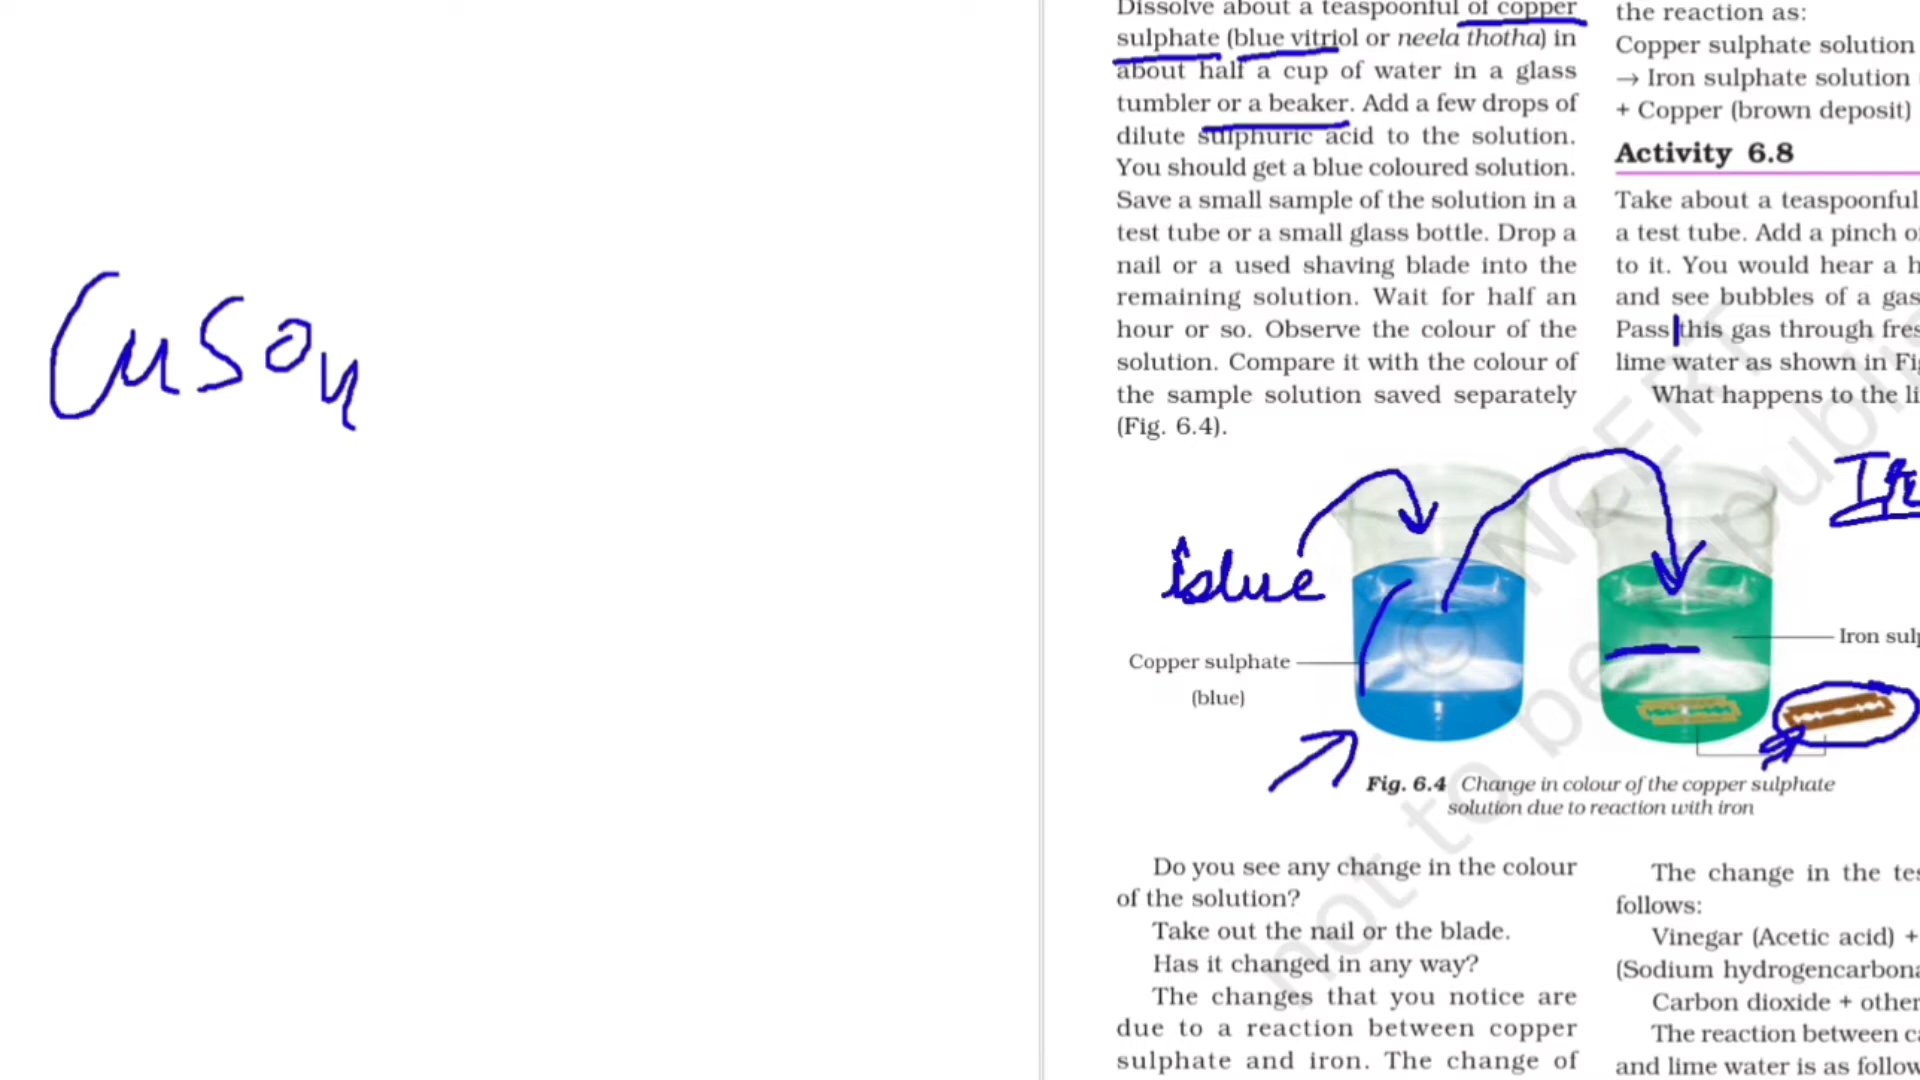 CuSO4
Dissolve about a teaspoonful of copper
sulphate (blue vitriol or neela thotha) in
about half a cup of water in a glass
tumbler or a beaker. Add a few drops of
dilute sulphuric acid to the solution.
You should get a blue coloured solution.
Save a small sample of the solution in a
test tube or a small glass bottle. Drop a
nail or a used shaving blade into the
remaining solution. Wait for half an
hour or so. Observe the colour of the
solution. Compare it with the colour of
the sample solution saved separately
(Fig. 6.4).
blue
Copper sulphate
(blue)
Iron
Fig. 6.4 Change in colour of the copper sulphate
solution due to reaction with iron
Do you see any change in the colour
of the solution?
Take out the nail or the blade.
Has it changed in any way?
The changes that you notice are
due to a reaction between copper
sulphate and iron. The change of
the reaction as:
Copper sulphate solution
→ Iron sulphate solution
+ Copper (brown deposit)
Activity 6.8
Take about a teaspoonful
a test tube. Add a pinch
to it. You would hear a
and see bubbles of a gas
Pass this gas through
lime water as shown in
What happens to the
The change in the
follows:
Vinegar (Acetic acid) +
(Sodium
Carbon dioxide + other
The reaction between
and lime water is as
© NCERT
not to be republis